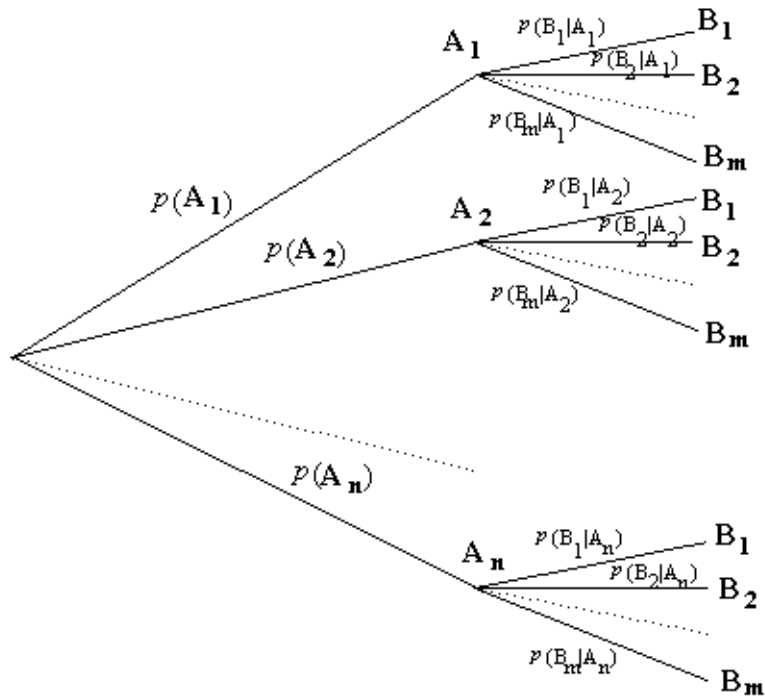 p(B₁|A₁) B₁
A₁ p(B₂|A₁) B₂
p(Bₘ|A₁) Bₘ
p(A₁)
p(B₁|A₂) B₁
A₂ p(B₂|A₂) B₂
p(A₂)
p(Bₘ|A₂) Bₘ
p(Aₙ)
p(B₁|Aₙ) B₁
Aₙ p(B₂|Aₙ) B₂
p(Bₘ|Aₙ) Bₘ